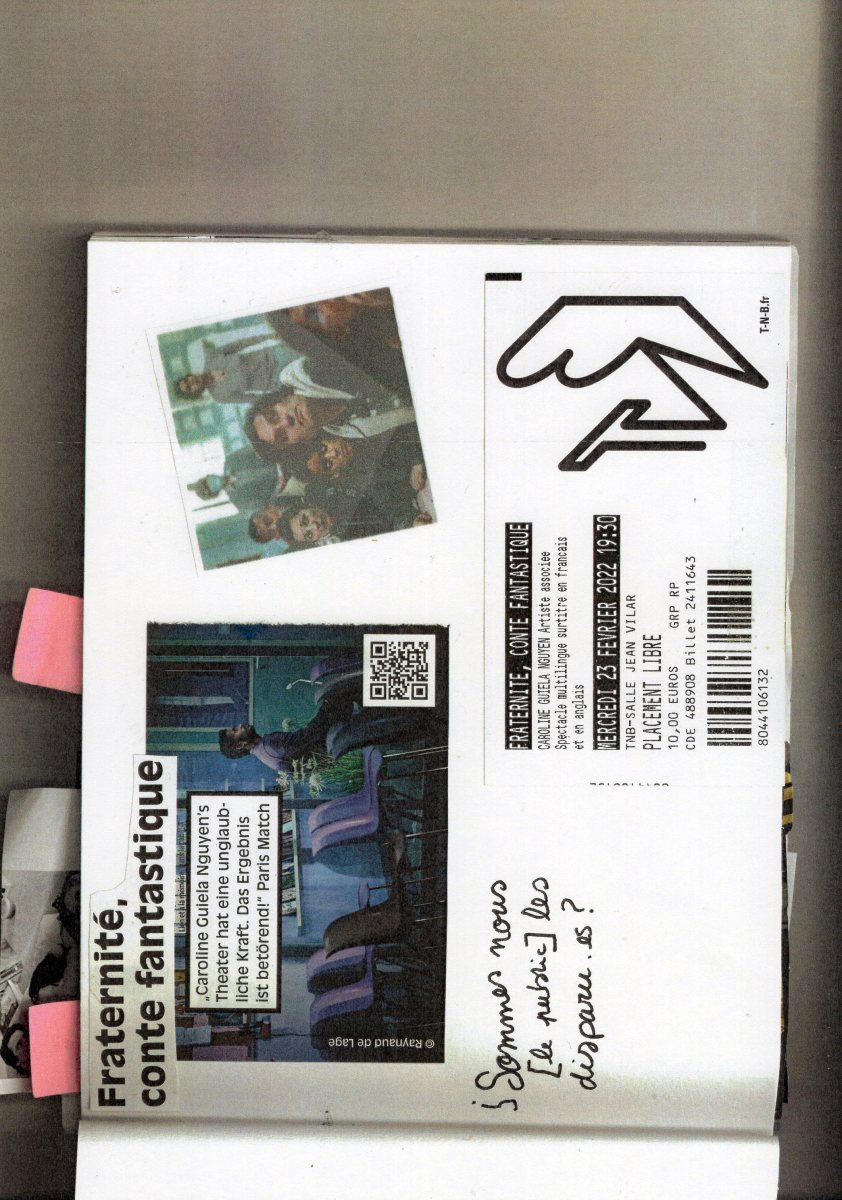 Fraternité,
conte fantastique
„Caroline Guiela Nguyen's
Theater hat eine unglaub-
liche Kraft. Das Ergebnis
ist betörend!“ Paris Match
© Raynaud de Lage
T-N-B.fr
FRATERNITE, CONTE FANTASTIQUE
CAROLINE GUIELA NGUYEN Artiste associee
Spectacle multilingue surtitre en francais
et en anglais
MERCREDI 23 FEVRIER 2022 19:30
TNB-SALLE JEAN VILAR
PLACEMENT LIBRE
10,00 EUROS GRP RP
CDE 488908 Billet 2411643
8044106132
¿Sommes nous
[le public] les
disparu.es?